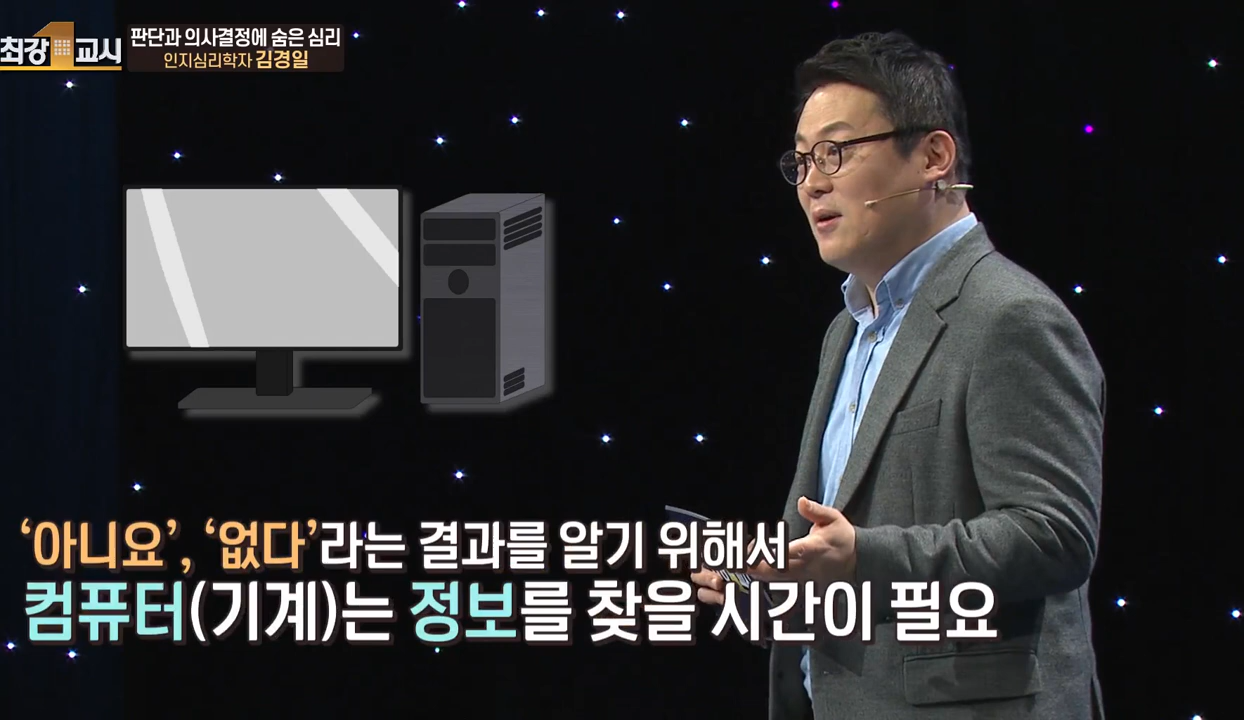 최강1교시
판단과 의사결정에 숨은 심리
인지심리학자 김경일
‘아니요’, ‘없다’라는 결과를 알기 위해서
컴퓨터(기계)는 정보를 찾을 시간이 필요